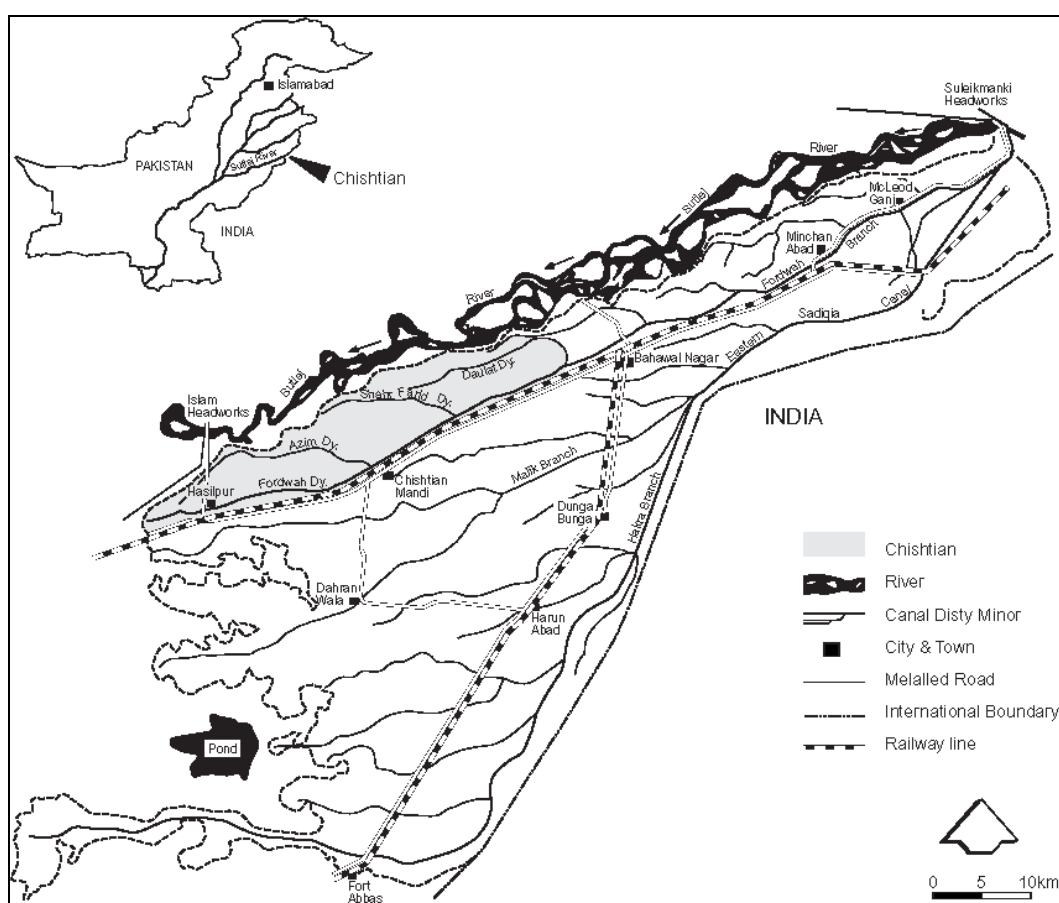 Islamabad
PAKISTAN
Sutlej River
Chishtian
INDIA
Suleikmanki
Headworks
River
McLeod
Ganj
Sutlej
Minchan
Abad
Branch
Fordwah
Canal
Sadiqia
River
Eastern
Bahawal Nagar
Daulat Dy.
INDIA
Shahr Farid Dy.
Sutlej
Islam
Headworks
Azim Dy.
Malik Branch
Chishtian
Mandi
Fordwah Dy.
Hasilpur
Hakra Branch
Dunga
Bunga
Dahran
Wala
Harun
Abad
Pond
Fort
Abbas
Chishtian
River
Canal Disty Minor
City & Town
Melalled Road
International Boundary
Railway line
0 5 10km